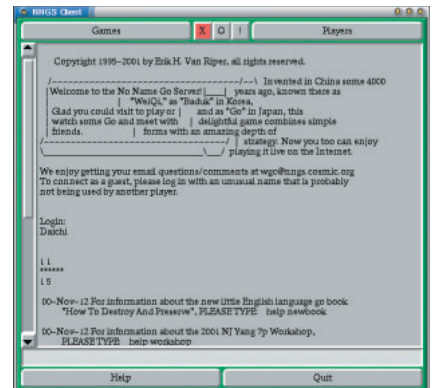 NNGS Client
Games X O ! Players
Copyright 1995-2001 by Erik H. Van Riper, all rights reserved.
/---------------------------------------/--\ Invented in China some 4000
|Welcome to the No Name Go Server!|____| years ago, known there as
| "WeiQi," as "Baduk" in Korea,
Glad you could visit to play or | and as "Go" in Japan, this
watch some Go and meet with | delightful game combines simple
friends. | forms with an amazing depth of
/---------------------------------------/ | strategy. Now you too can enjoy
\______________________________\__/ playing it live on the Internet.
We enjoy getting your email questions/comments at wgo@nngs.cosmic.org
To connect as a guest, please log in with an unusual name that is probably
not being used by another player.
Login:
Daichi
1 1
******
1 5
00-Nov-12 For information about the new little English language go book
"How To Destroy And Preserve", PLEASE TYPE: help newbook
00-Nov-12 For information about the 2001 NJ Yang 7p Workshop,
PLEASE TYPE: help workshop
Help Quit